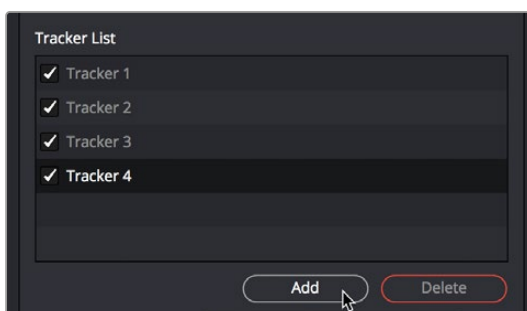 Tracker List
Tracker 1
Tracker 2
Tracker 3
Tracker 4
Add Delete